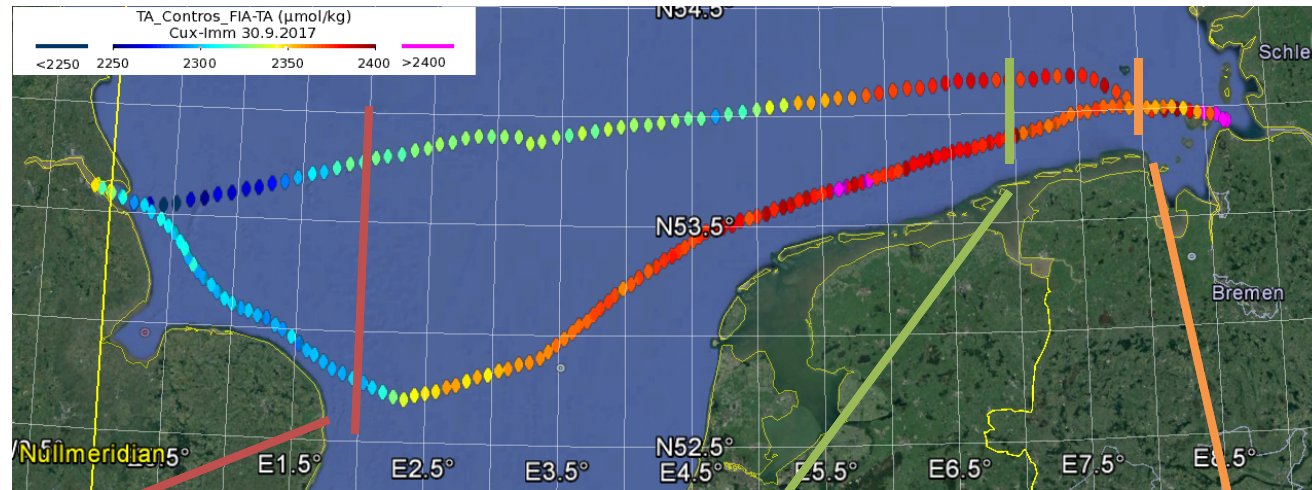 TA_Contros_FIA-TA (µmol/kg)
Cux-Imm 30.9.2017
<2250 2250 2300 2350 2400 >2400
N54.5°
Schle
N53.5°
Bremen
N52.5°
Nullmeridian
E1.5° E2.5° E3.5° E4.5° E5.5° E6.5° E7.5° E8.5°